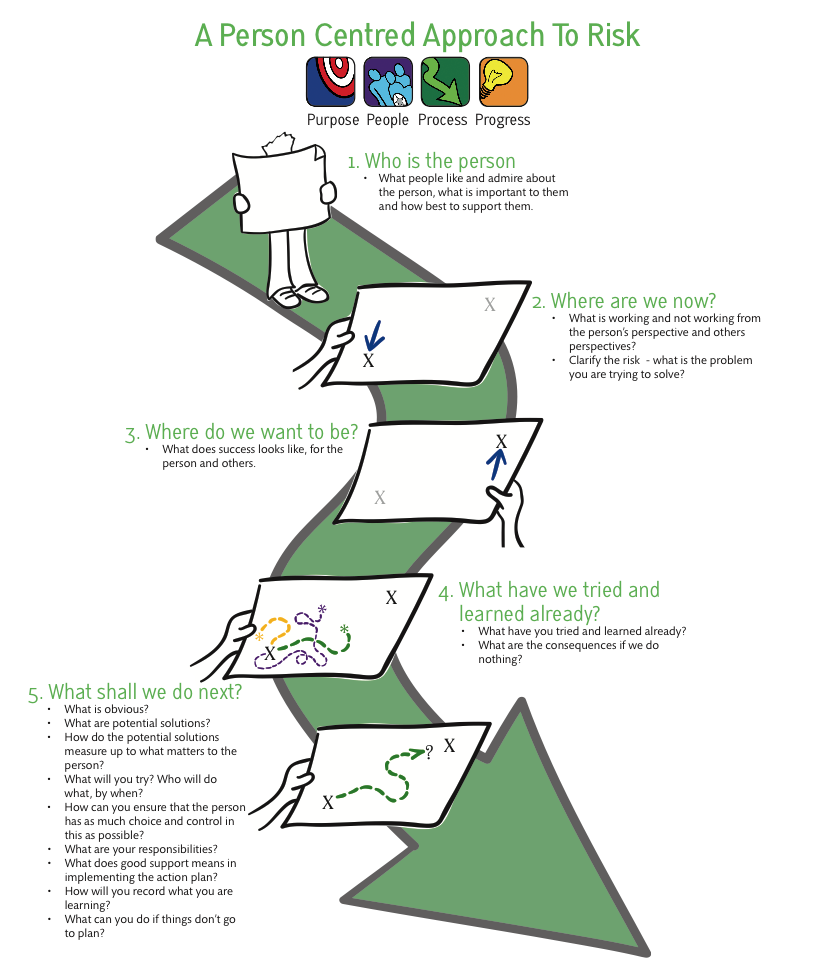 A Person Centred Approach To Risk
Purpose People Process Progress
1. Who is the person
• What people like and admire about
the person, what is important to them
and how best to support them.
X
X
2. Where are we now?
• What is working and not working from
the person's perspective and others
perspectives?
• Clarify the risk - what is the problem
you are trying to solve?
3. Where do we want to be?
• What does success looks like, for the
person and others.
X
X
4. What have we tried and
learned already?
• What have you tried and learned already?
• What are the consequences if we do
nothing?
X
*
*
*
X
5. What shall we do next?
• What is obvious?
• What are potential solutions?
• How do the potential solutions
measure up to what matters to the
person?
• What will you try? Who will do
what, by when?
• How can you ensure that the person
has as much choice and control in
this as possible?
• What are your responsibilities?
• What does good support means in
implementing the action plan?
• How will you record what you are
learning?
• What can you do if things don't go
to plan?
? X
X